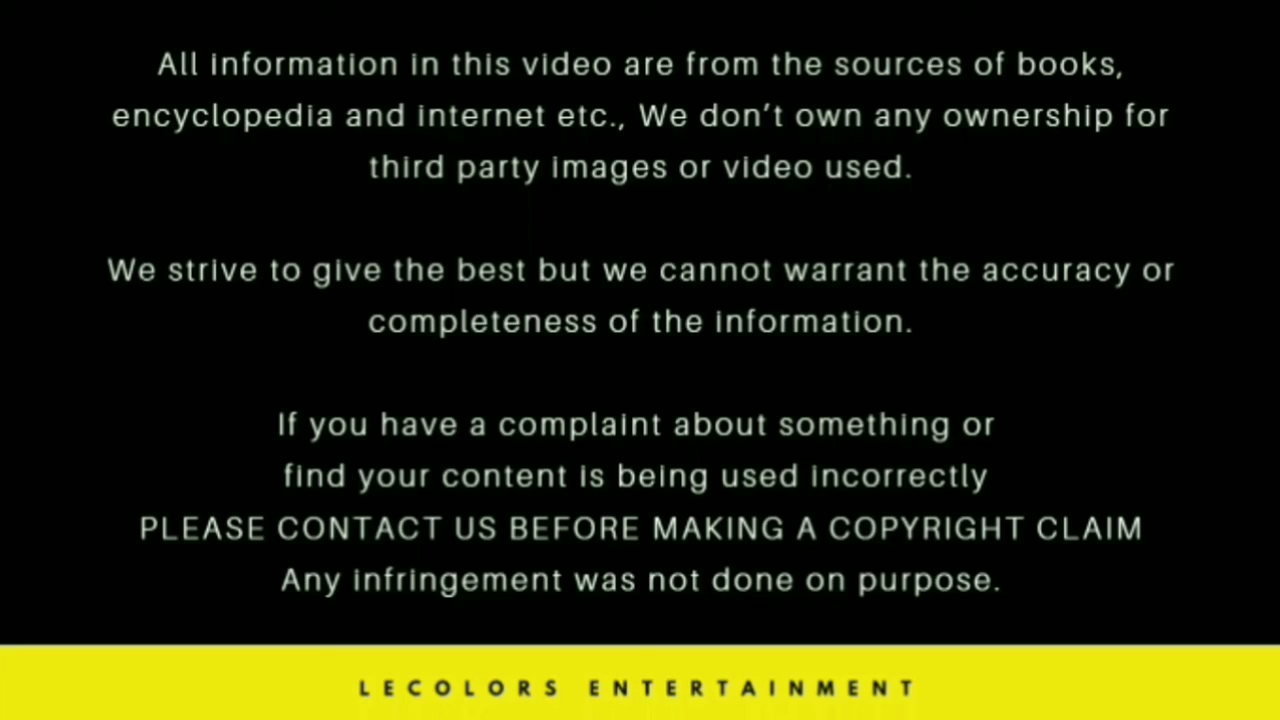 All information in this video are from the sources of books,
encyclopedia and internet etc., We don’t own any ownership for
third party images or video used.
We strive to give the best but we cannot warrant the accuracy or
completeness of the information.
If you have a complaint about something or
find your content is being used incorrectly
PLEASE CONTACT US BEFORE MAKING A COPYRIGHT CLAIM
Any infringement was not done on purpose.
LECOLORS ENTERTAINMENT